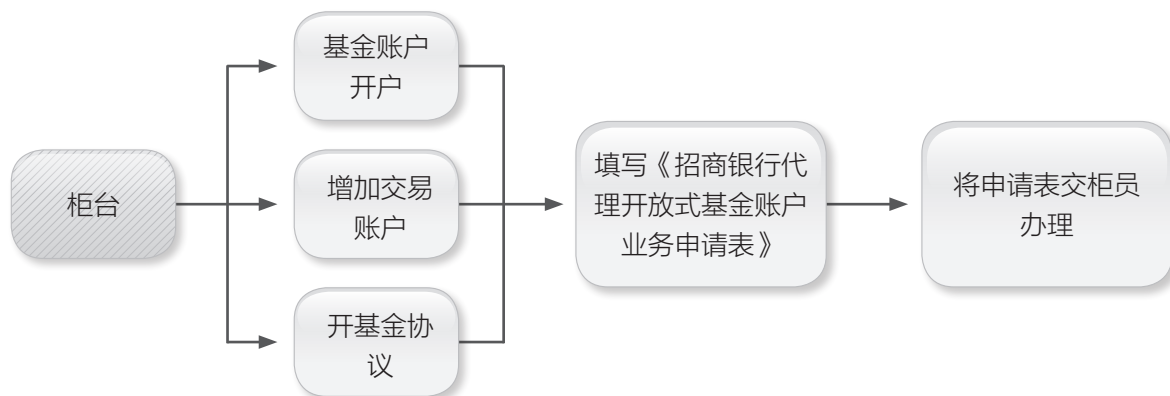 柜台
基金账户
开户
增加交易
账户
开基金协
议
填写《招商银行代
理开放式基金账户
业务申请表》
将申请表交柜员
办理